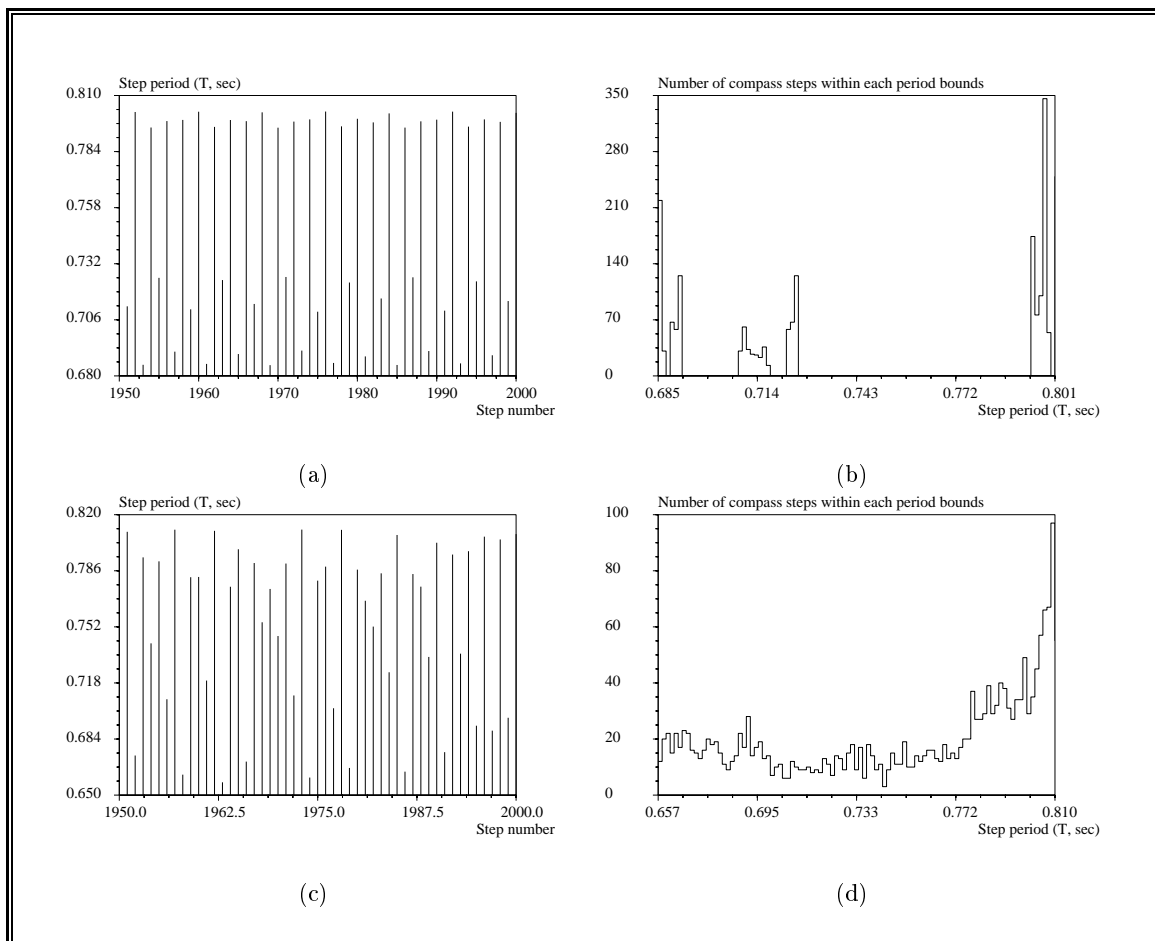 Step period (T, sec)
0.810
0.784
0.758
0.732
0.706
0.680
1950 1960 1970 1980 1990 2000
Step number
(a)
Number of compass steps within each period bounds
350
280
210
140
70
0
0.685 0.714 0.743 0.772 0.801
Step period (T, sec)
(b)
Step period (T, sec)
0.820
0.786
0.752
0.718
0.684
0.650
1950.0 1962.5 1975.0 1987.5 2000.0
Step number
(c)
Number of compass steps within each period bounds
100
80
60
40
20
0
0.657 0.695 0.733 0.772 0.810
Step period (T, sec)
(d)